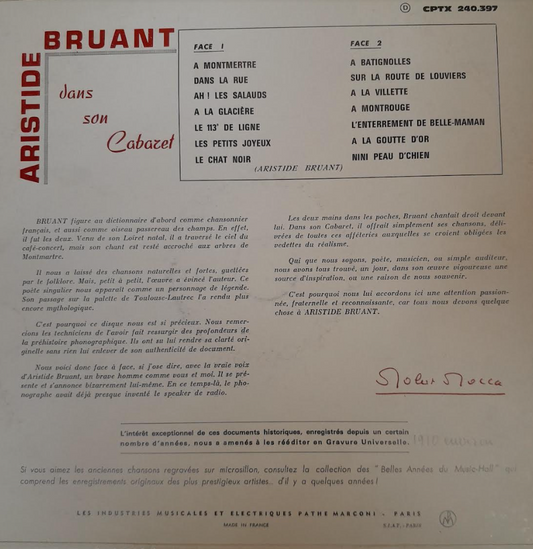 Ⓓ CPTX 240.397
ARISTIDE
BRUANT
dans
son
Cabaret
FACE 1
A MONTMERTRE
DANS LA RUE
AH ! LES SALAUDS
A LA GLACIÈRE
LE 113e DE LIGNE
LES PETITS JOYEUX
LE CHAT NOIR
FACE 2
A BATIGNOLLES
SUR LA ROUTE DE LOUVIERS
A LA VILLETTE
A MONTROUGE
L'ENTERREMENT DE BELLE-MAMAN
A LA GOUTTE D'OR
NINI PEAU D'CHIEN
(ARISTIDE BRUANT)
BRUANT figure au dictionnaire d'abord comme chansonnier
français, et aussi comme oiseau passereau des champs. En effet,
il fut les deux. Venu de son Loiret natal, il a traversé le ciel du
café-concert, mais son chant est resté accroché aux arbres de
Montmartre.
Il nous a laissé des chansons naturelles et fortes, guettées
par le folklore. Mais, petit à petit, l'œuvre a évincé l'auteur. Ce
poète singulier nous apparaît comme un personnage de légende.
Son passage sur la palette de Toulouse-Lautrec l'a rendu plus
encore mythologique.
C'est pourquoi ce disque nous est si précieux. Nous remer-
cions les techniciens de l'avoir fait ressurgir des profondeurs de
la préhistoire phonographique. Ils ont su lui rendre sa clarté ori-
ginelle sans rien lui enlever de son authenticité de document.
Nous voici donc face à face, si j'ose dire, avec la vraie voix
d'Aristide Bruant, un brave homme comme vous et moi. Il se pré-
sente et s'annonce bizarrement lui-même. En ce temps-là, le pho-
nographe avait déjà presque inventé le speaker de radio.
Les deux mains dans les poches, Bruant chantait droit devant
lui. Dans son Cabaret, il offrait simplement ses chansons, déli-
vrées de toutes ces afféteries auxquelles se croient obligées les
vedettes du réalisme.
Qui que nous sogons, poète, musicien, ou simple auditeur,
nous avons tous trouvé, un jour, dans son œuvre vigoureuse une
source d'inspiration, ou une raison de nous souvenir.
C'est pourquoi nous lui accordons ici une attention passion-
née, fraternelle et reconnaissante, car tous nous devons quelque
chose à ARISTIDE BRUANT.
L'intérêt exceptionnel de ces documents historiques, enregistrés depuis un certain
nombre d'années, nous a amenés à les rééditer en Gravure Universelle.
1910
Si vous aimez les anciennes chansons regravées sur microsillon, consultez la collection des "Belles Années du Music-Hall" qui
comprend les enregistrements originaux des plus prestigieux artistes.. d'il y a quelques années !
LES INDUSTRIES MUSICALES ET ELECTRIQUES PATHE MARCONI - PARIS
MADE IN FRANCE